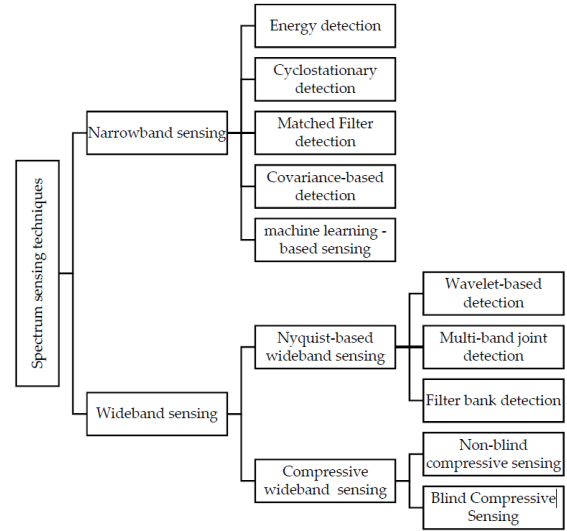 Spectrum sensing techniques
Narrowband sensing
Energy detection
Cyclostationary
detection
Matched Filter
detection
Covariance-based
detection
machine learning -
based sensing
Wideband sensing
Nyquist-based
wideband sensing
Wavelet-based
detection
Multi-band joint
detection
Filter bank detection
Compressive
wideband sensing
Non-blind
compressive sensing
Blind Compressive
Sensing